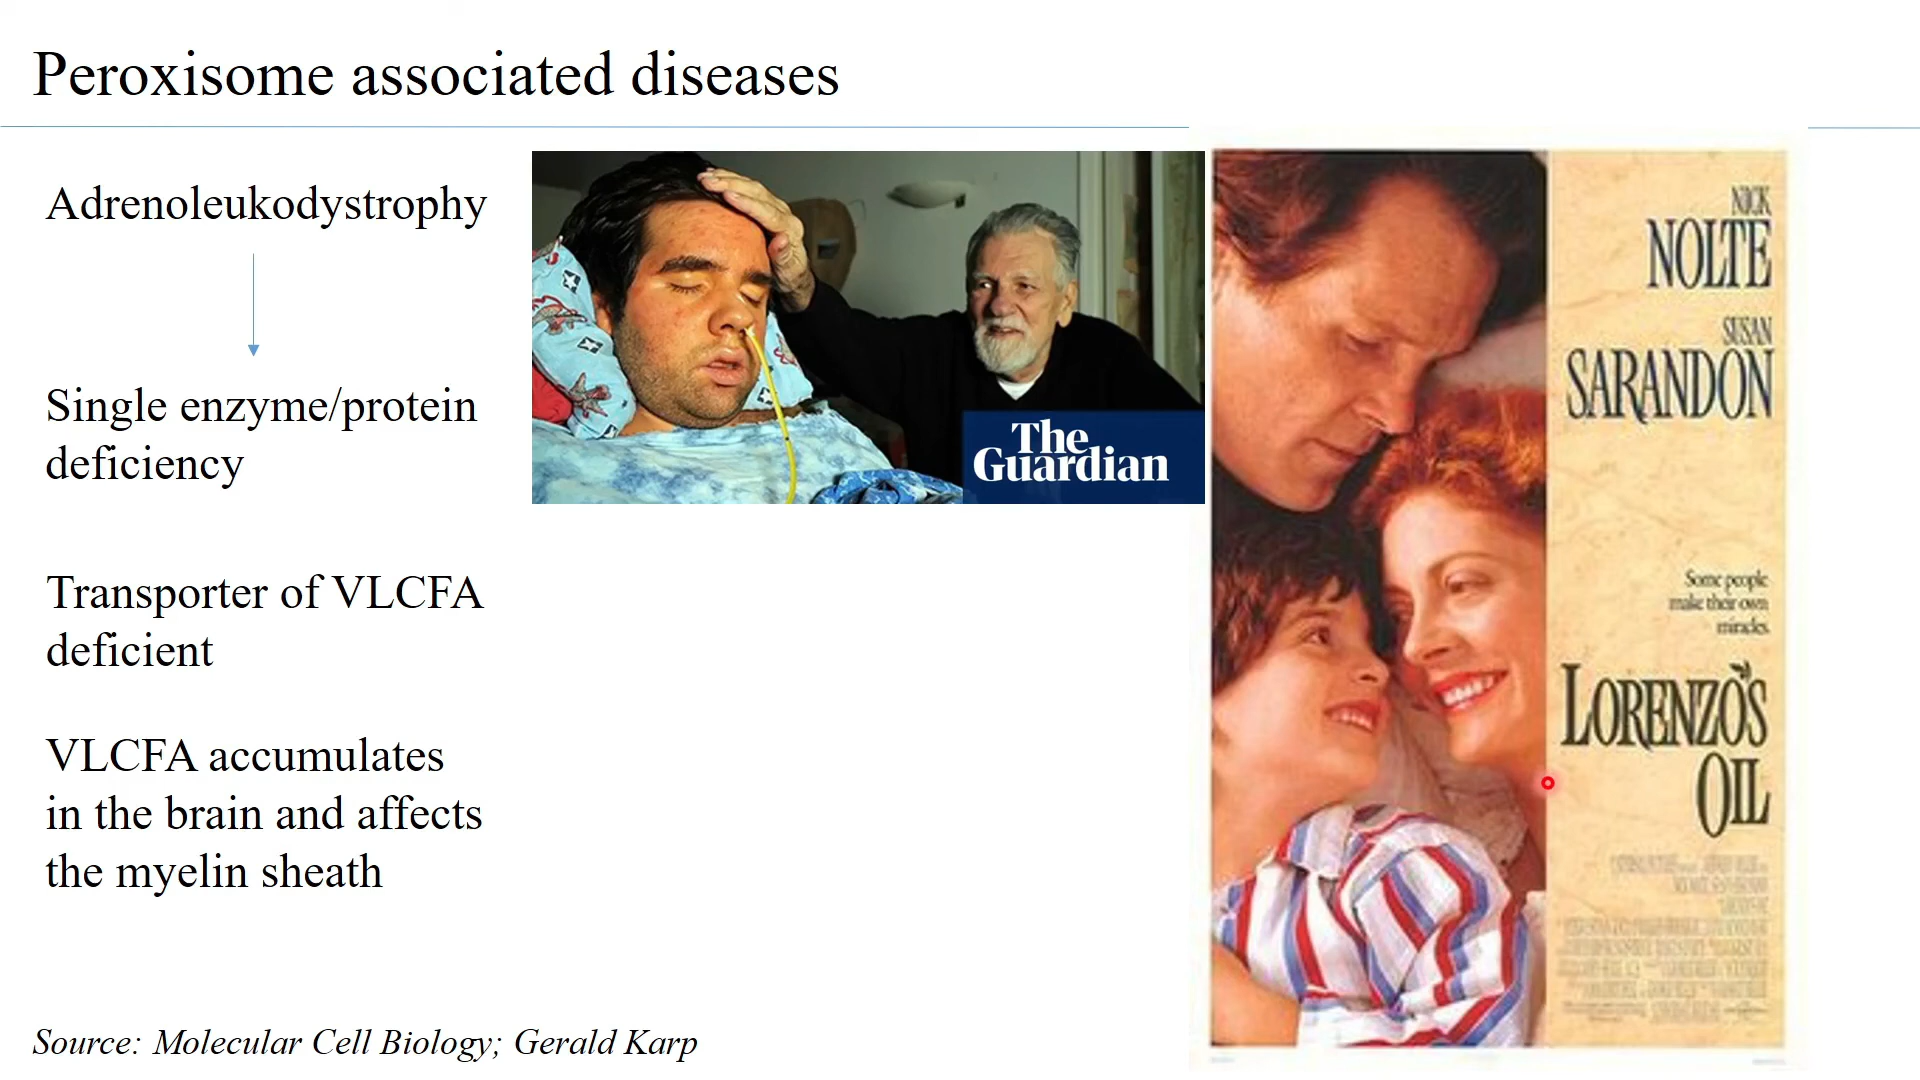 Peroxisome associated diseases
Adrenoleukodystrophy
Single enzyme/protein
deficiency
Transporter of VLCFA
deficient
VLCFA accumulates
in the brain and affects
the myelin sheath
Source: Molecular Cell Biology; Gerald Karp
The
Guardian
NICK
NOLTE
SUSAN
SARANDON
Some people
make their own
miracles.
LORENZO'S
OIL